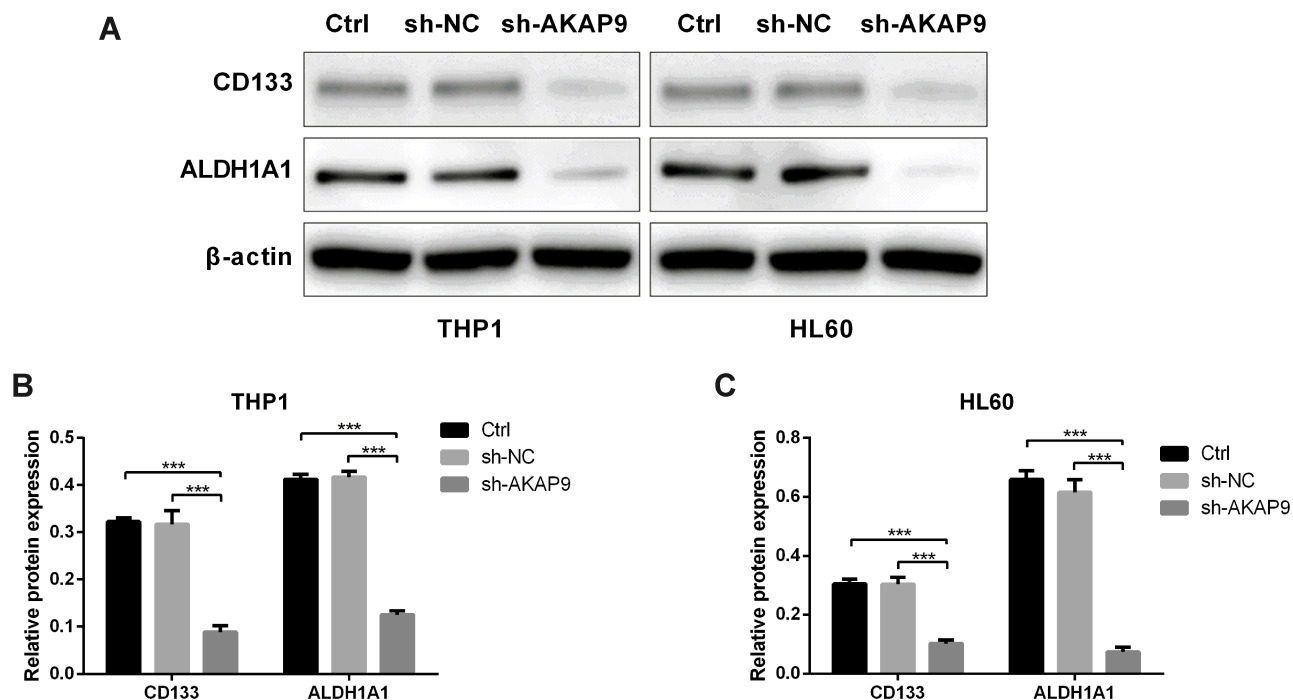 A
Ctrl sh-NC sh-AKAP9 Ctrl sh-NC sh-AKAP9
CD133
ALDH1A1
β-actin
THP1 HL60
B
THP1
Relative protein expression
0.5
0.4
0.3
0.2
0.1
0.0
***
***
***
***
CD133 ALDH1A1
Ctrl
sh-NC
sh-AKAP9
C
HL60
Relative protein expression
0.8
0.6
0.4
0.2
0.0
***
***
***
***
CD133 ALDH1A1
Ctrl
sh-NC
sh-AKAP9